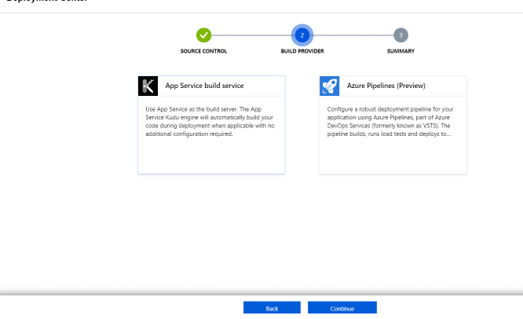 Deployment Center
2
3
SOURCE CONTROL
BUILD PROVIDER
SUMMARY
K
App Service build service
Use App Service as the build server. The App
Service Kudu engine will automatically build your
code during deployment when applicable with no
additional configuration required.
Azure Pipelines (Preview)
Configure a robust deployment pipeline for your
application using Azure Pipelines, part of Azure
DevOps Services (formerly known as VSTS). The
pipeline builds, runs load tests and deploys to...
Back
Continue